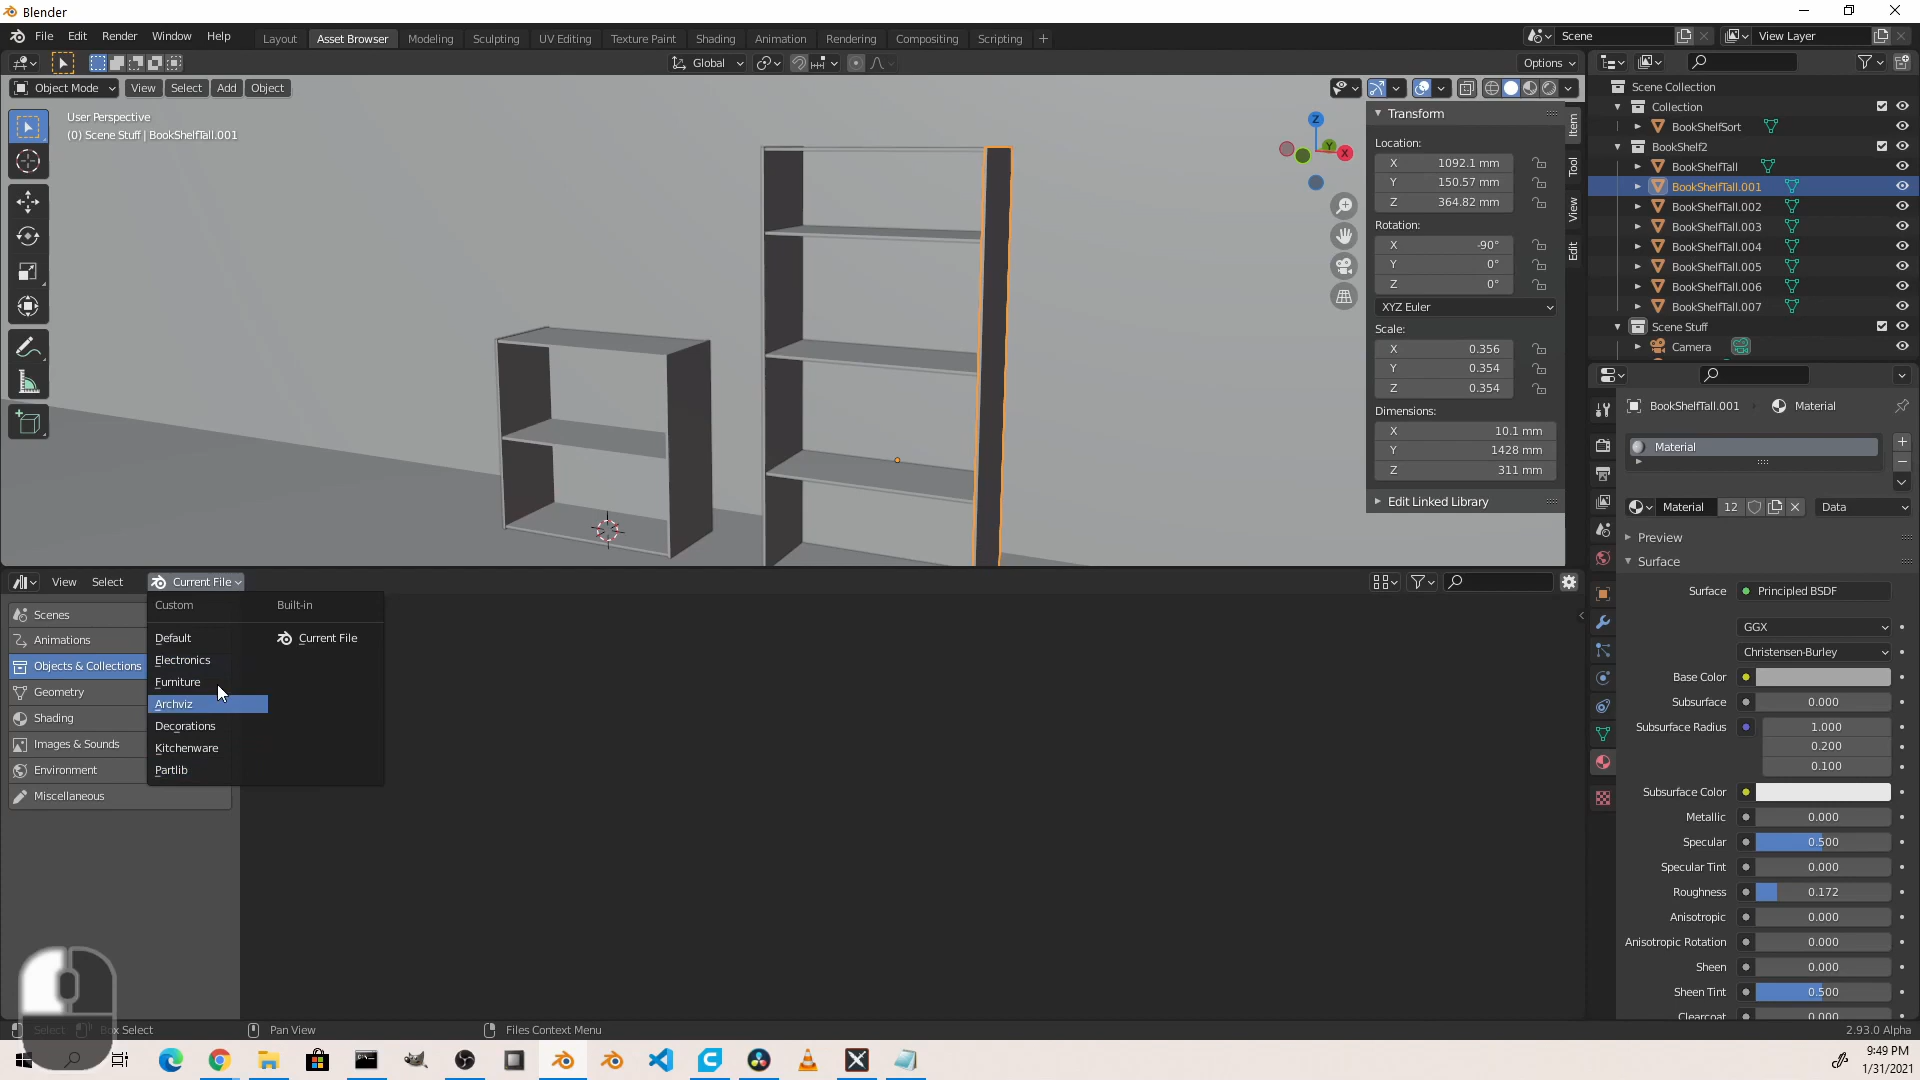 Blender
File Edit Render Window Help
Layout Asset Browser Modeling Sculpting UV Editing Texture Paint Shading Animation Rendering Compositing Scripting
Scene
View Layer
Global
Options
Object Mode View Select Add Object
User Perspective
(0) Scene Stuff | BookShelfTall.001
Z
Y
X
Transform
Location:
X 1092.1 mm
Y 150.57 mm
Z 364.82 mm
Rotation:
X -90°
Y 0°
Z 0°
XYZ Euler
Scale:
X 0.356
Y 0.354
Z 0.354
Dimensions:
X 10.1 mm
Y 1428 mm
Z 311 mm
Edit Linked Library
Item
Tool
View
Edit
Scene Collection
Collection
BookShelfSort
BookShelf2
BookShelfTall
BookShelfTall.001
BookShelfTall.002
BookShelfTall.003
BookShelfTall.004
BookShelfTall.005
BookShelfTall.006
BookShelfTall.007
Scene Stuff
Camera
BookShelfTall.001 Material
Material
Material 12 Data
Preview
Surface
Surface Principled BSDF
GGX
Christensen-Burley
Base Color
Subsurface 0.000
Subsurface Radius 1.000
0.200
0.100
Subsurface Color
Metallic 0.000
Specular 0.500
Specular Tint 0.000
Roughness 0.172
Anisotropic 0.000
Anisotropic Rotation 0.000
Sheen 0.000
Sheen Tint 0.500
Clearcoat 0.000
View Select Current File
Scenes
Animations
Objects & Collections
Geometry
Shading
Images & Sounds
Environment
Miscellaneous
Custom
Default
Electronics
Furniture
Archviz
Decorations
Kitchenware
Partlib
Built-in
Current File
Select Box Select Pan View Files Context Menu
2.93.0 Alpha
9:49 PM
1/31/2021